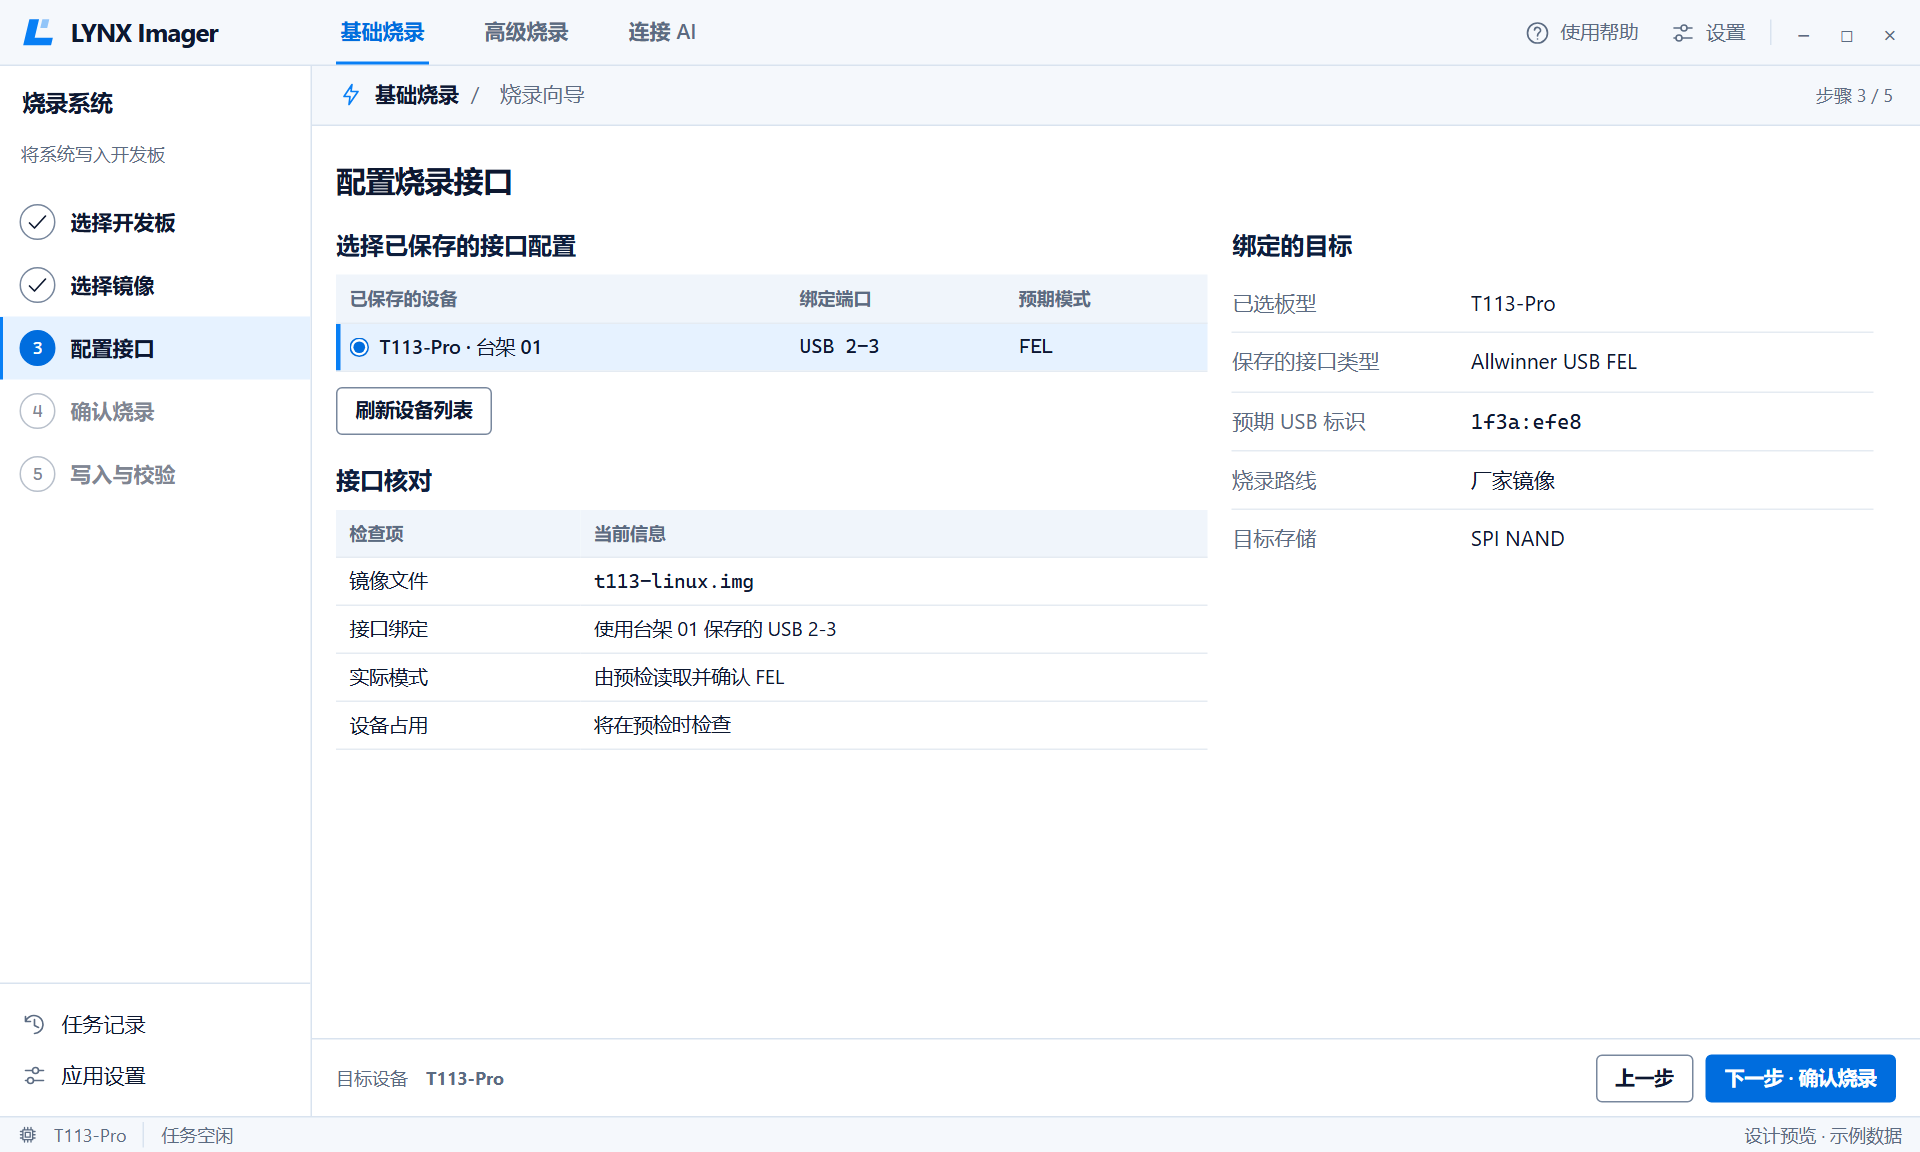 LYNX Imager
基础烧录
高级烧录
连接 AI
使用帮助
设置
烧录系统
将系统写入开发板
选择开发板
选择镜像
3 配置接口
4 确认烧录
5 写入与校验
任务记录
应用设置
基础烧录 / 烧录向导
步骤 3 / 5
配置烧录接口
选择已保存的接口配置
已保存的设备 绑定端口 预期模式
T113-Pro · 台架 01 USB 2-3 FEL
刷新设备列表
接口核对
检查项 当前信息
镜像文件 t113-linux.img
接口绑定 使用台架 01 保存的 USB 2-3
实际模式 由预检读取并确认 FEL
设备占用 将在预检时检查
绑定的目标
已选板型 T113-Pro
保存的接口类型 Allwinner USB FEL
预期 USB 标识 1f3a:efe8
烧录路线 厂家镜像
目标存储 SPI NAND
目标设备 T113-Pro
上一步
下一步 · 确认烧录
T113-Pro
任务空闲
设计预览 · 示例数据